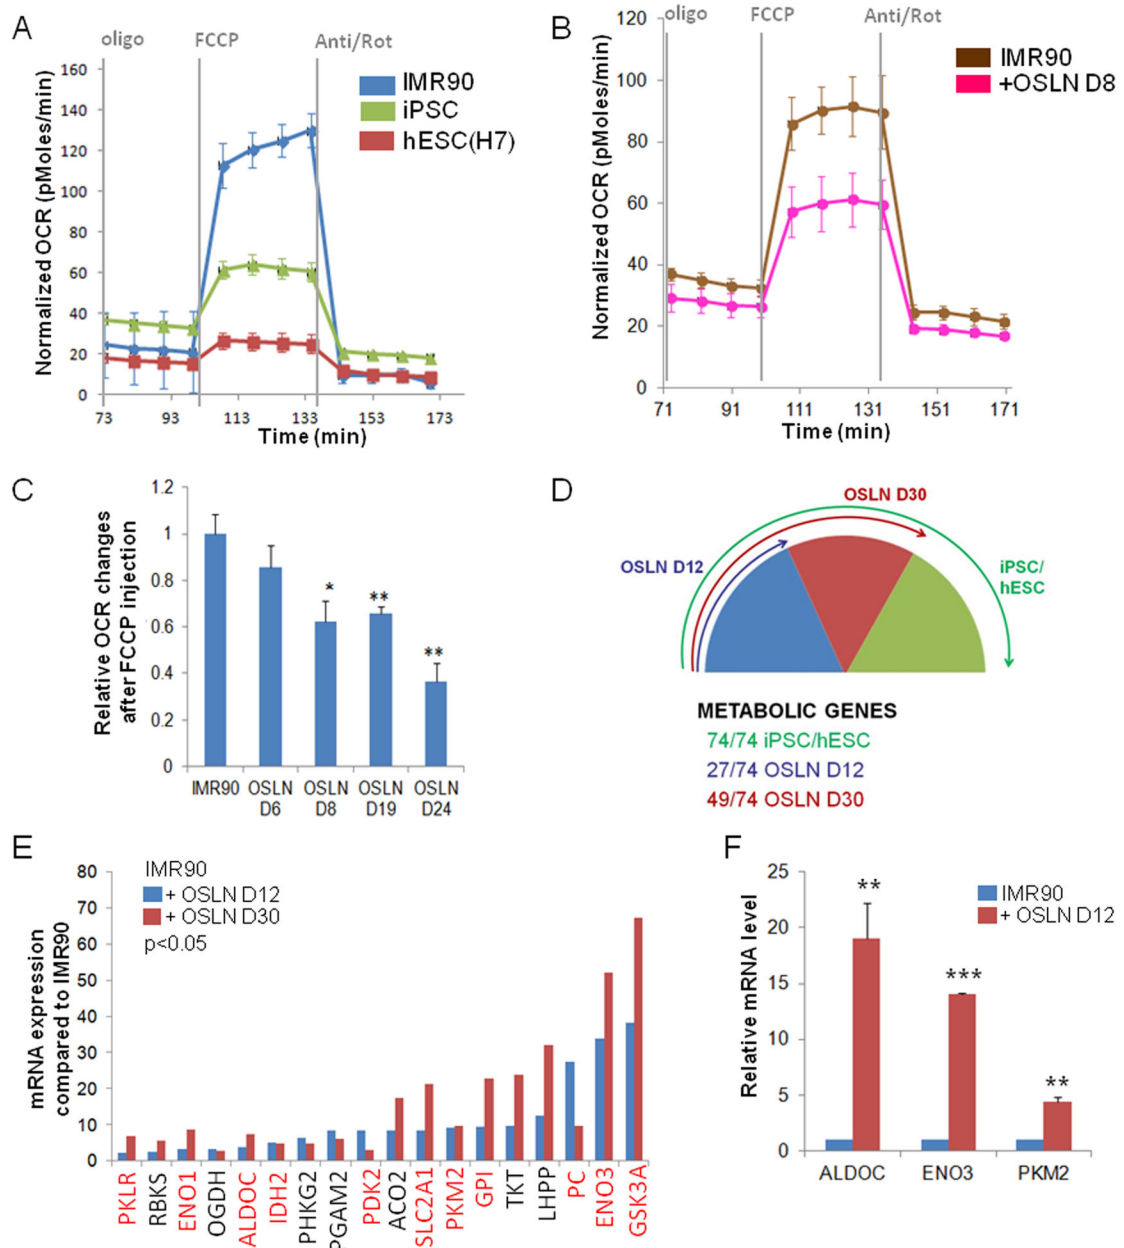 A
oligo
FCCP
Anti/Rot
IMR90
iPSC
hESC(H7)
Normalized OCR (pMoles/min)
160
140
120
100
80
60
40
20
0
73
93
113
133
153
173
Time (min)
B
oligo
FCCP
Anti/Rot
IMR90
+OSLN D8
Normalized OCR (pMoles/min)
120
100
80
60
40
20
0
71
91
111
131
151
171
Time (min)
C
Relative OCR changes
after FCCP injection
1.2
1
0.8
0.6
0.4
0.2
0
*
**
**
IMR90
OSLN
D6
OSLN
D8
OSLN
D19
OSLN
D24
D
OSLN D30
OSLN D12
iPSC/
hESC
METABOLIC GENES
74/74 iPSC/hESC
27/74 OSLN D12
49/74 OSLN D30
E
mRNA expression
compared to IMR90
80
70
60
50
40
30
20
10
0
IMR90
+ OSLN D12
+ OSLN D30
p<0.05
PKLR
RBKS
ENO1
OGDH
ALDOC
IDH2
PHKG2
PGAM2
PDK2
ACO2
SLC2A1
PKM2
GPI
TKT
LHPP
PC
ENO3
GSK3A
F
Relative mRNA level
25
20
15
10
5
0
IMR90
+ OSLN D12
**
***
**
ALDOC
ENO3
PKM2